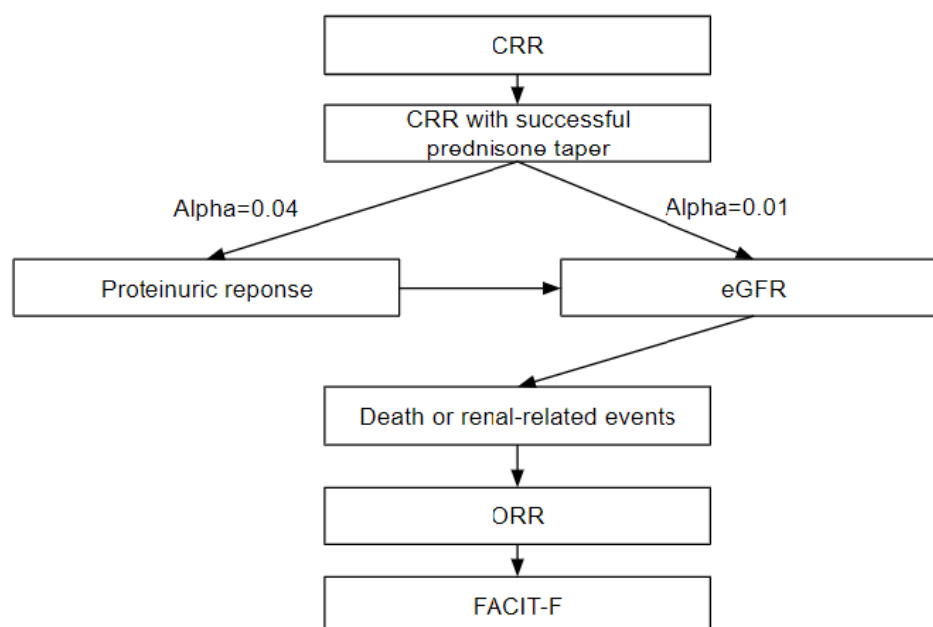 CRR
CRR with successful
prednisone taper
Alpha=0.04
Alpha=0.01
Proteinuric reponse
eGFR
Death or renal-related events
ORR
FACIT-F